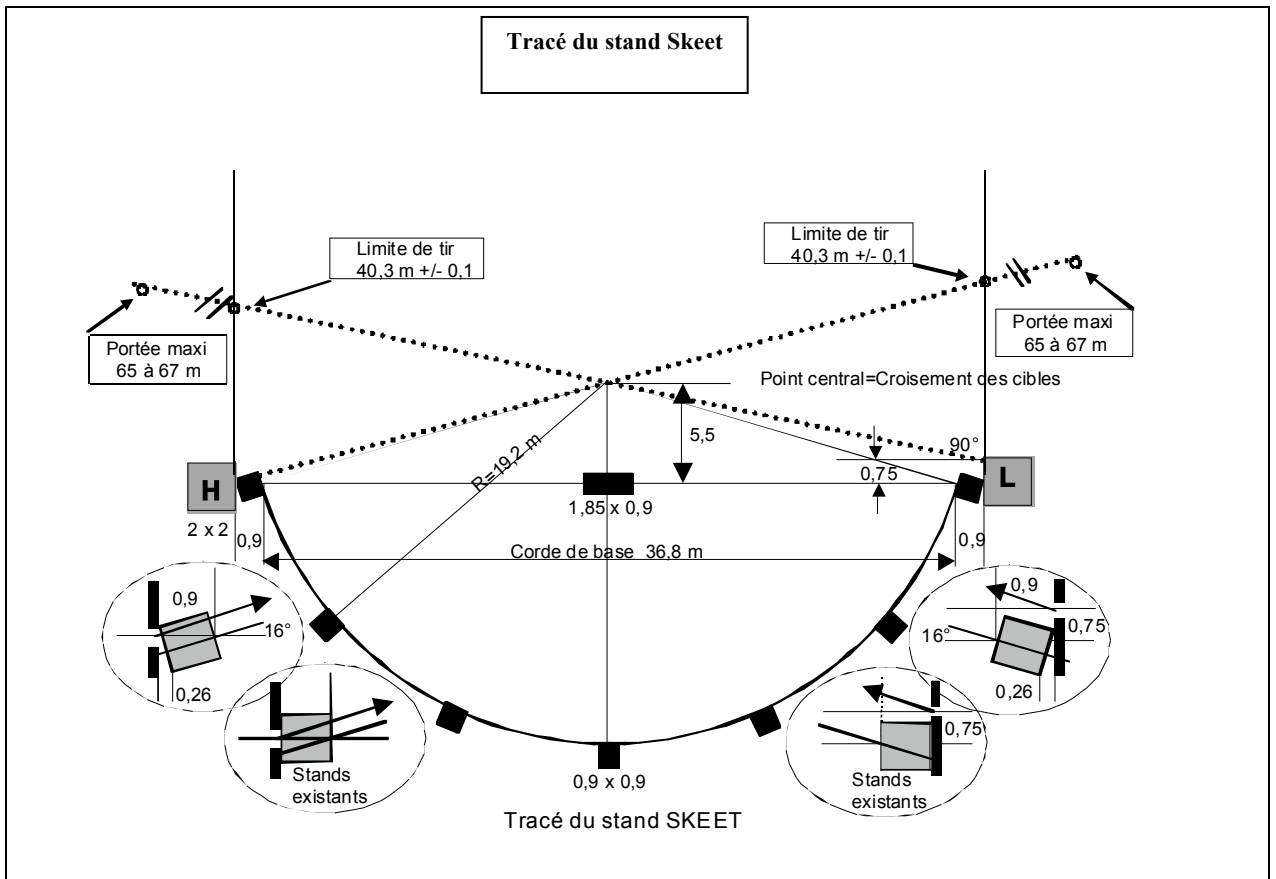 Tracé du stand Skeet
Limite de tir
40,3 m +/- 0,1
Limite de tir
40,3 m +/- 0,1
Portée maxi
65 à 67 m
Portée maxi
65 à 67 m
Point central=Croisement des cibles
5,5
90°
0,75
R=19,2 m
H
L
1,85 x 0,9
2 x 2
0,9
Corde de base 36,8 m
0,9
0,9
16°
0,26
0,9
16°
0,75
0,26
Stands
existants
0,75
Stands
existants
0,9 x 0,9
Tracé du stand SKEET